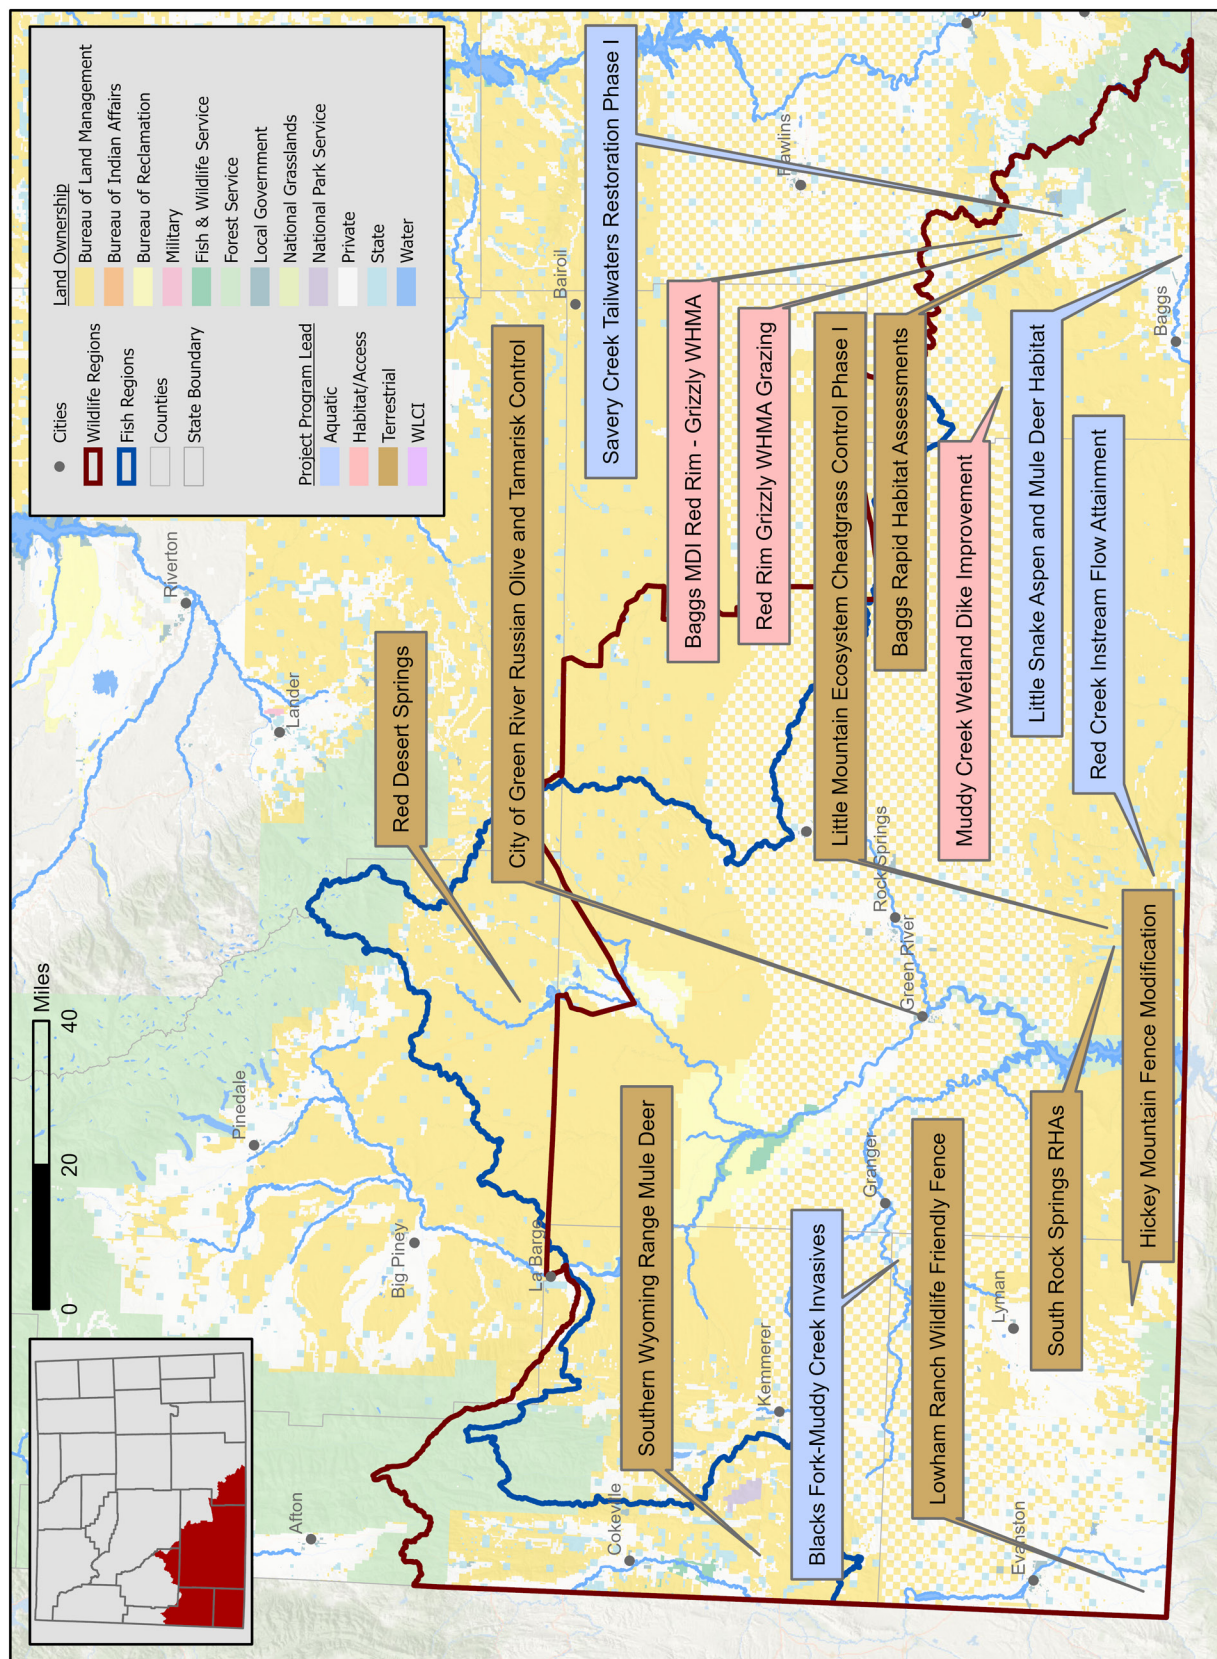 Cities
Wildlife Regions
Fish Regions
Counties
State Boundary
Project Program Lead
Aquatic
Habitat/Access
Terrestrial
WLCI
Land Ownership
Bureau of Land Management
Bureau of Indian Affairs
Bureau of Reclamation
Military
Fish & Wildlife Service
Forest Service
Local Government
National Grasslands
National Park Service
Private
State
Water
0 20 40 Miles
Afton
Pinedale
Riverton
Lander
Big Piney
La Barge
Red Desert Springs
City of Green River Russian Olive and Tamarisk Control
Bairoil
Savery Creek Tailwaters Restoration Phase I
Cokeville
Southern Wyoming Range Mule Deer
Baggs MDI Red Rim - Grizzly WHMA
Kemmerer
Red Rim Grizzly WHMA Grazing
Rawlins
Blacks Fork-Muddy Creek Invasives
Little Mountain Ecosystem Cheatgrass Control Phase I
Granger
Green River
Rock Springs
Baggs Rapid Habitat Assessments
Lowham Ranch Wildlife Friendly Fence
Muddy Creek Wetland Dike Improvement
Evanston
Lyman
Little Snake Aspen and Mule Deer Habitat
South Rock Springs RHAs
Red Creek Instream Flow Attainment
Hickey Mountain Fence Modification
Baggs